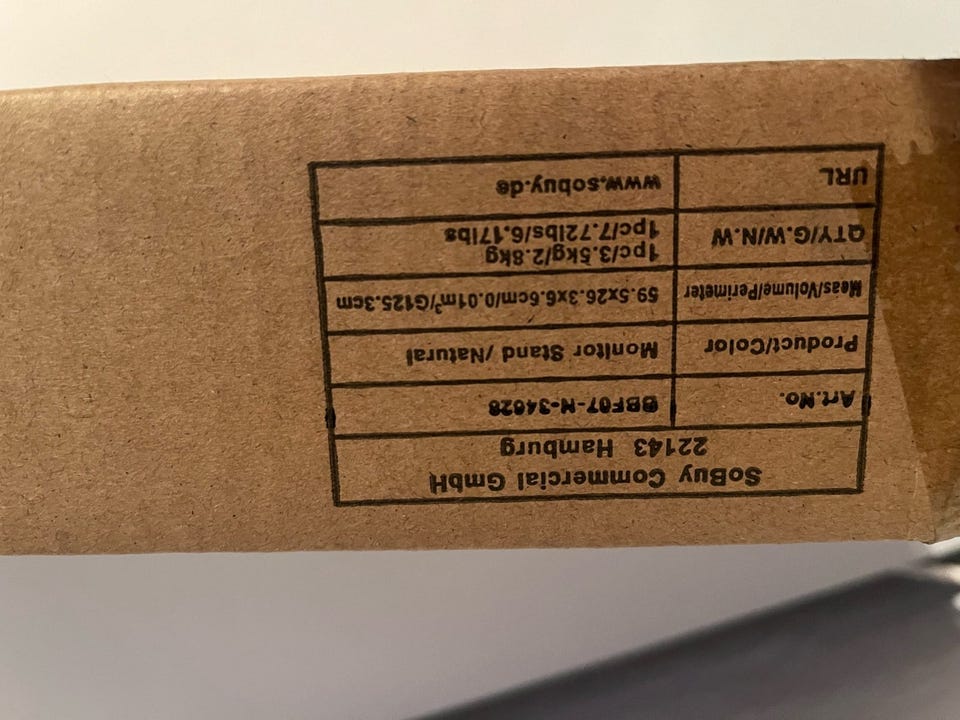 SoBuy Commercial GmbH
22143 Hamburg
Art.No. BBF07-N-34628
Product/Color Monitor Stand /Natural
Meas/Volume/Perimeter 59.5x26.3x6.6cm/0.01m³/G125.3cm
QTY/G.W/N.W 1pc/3.5kg/2.8kg
1pc/7.72lbs/6.17lbs
URL www.sobuy.de